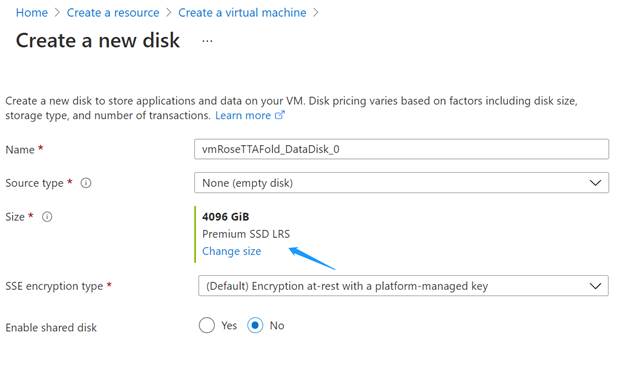 Home > Create a resource > Create a virtual machine >
Create a new disk ...
Create a new disk to store applications and data on your VM. Disk pricing varies based on factors including disk size,
storage type, and number of transactions. Learn more
Name *
vmRoseTTAFold_DataDisk_0
Source type *
None (empty disk)
Size *
4096 GiB
Premium SSD LRS
Change size
SSE encryption type *
(Default) Encryption at-rest with a platform-managed key
Enable shared disk
Yes No